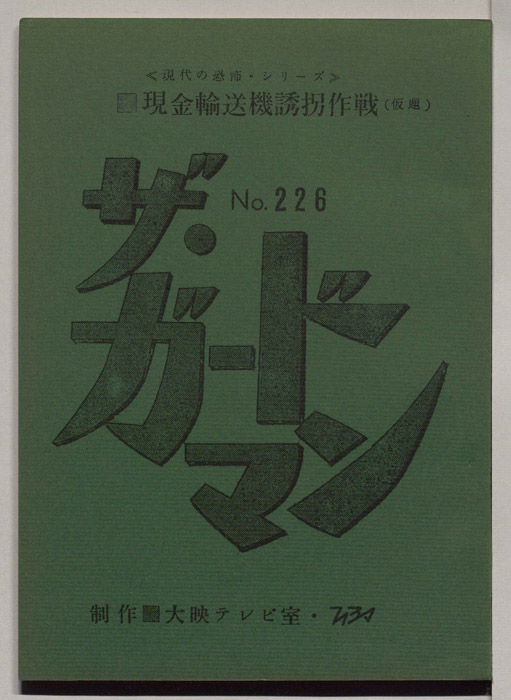 ≪現代の恐怖・シリーズ≫
現金輸送機誘拐作戦(仮題)
No.226
ザ・
ガードマン
制作 大映テレビ室・TBS